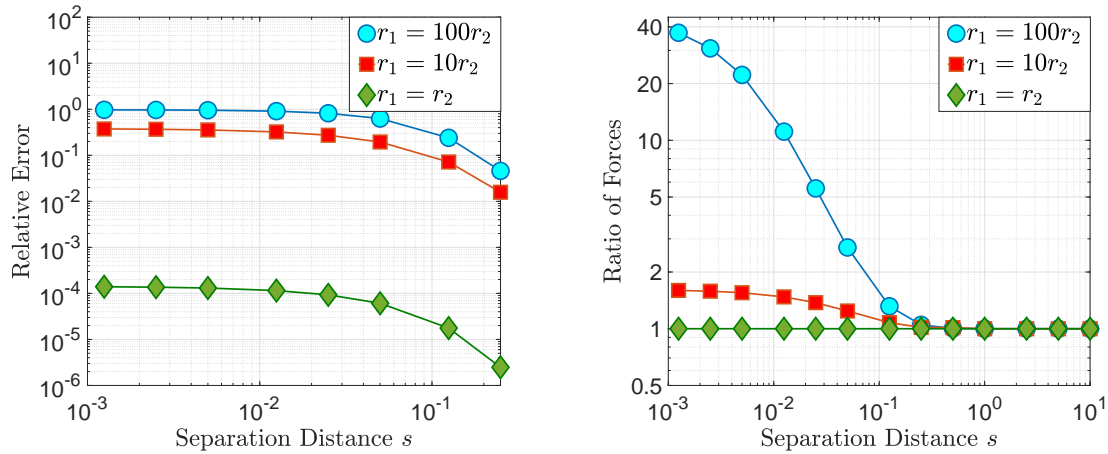 Relative Error
10^2
10^1
10^0
10^-1
10^-2
10^-3
10^-4
10^-5
10^-6
10^-3
10^-2
10^-1
Separation Distance s
r_1 = 100r_2
r_1 = 10r_2
r_1 = r_2
Ratio of Forces
40
20
10
5
2
1
0.5
10^-3
10^-2
10^-1
10^0
10^1
Separation Distance s
r_1 = 100r_2
r_1 = 10r_2
r_1 = r_2